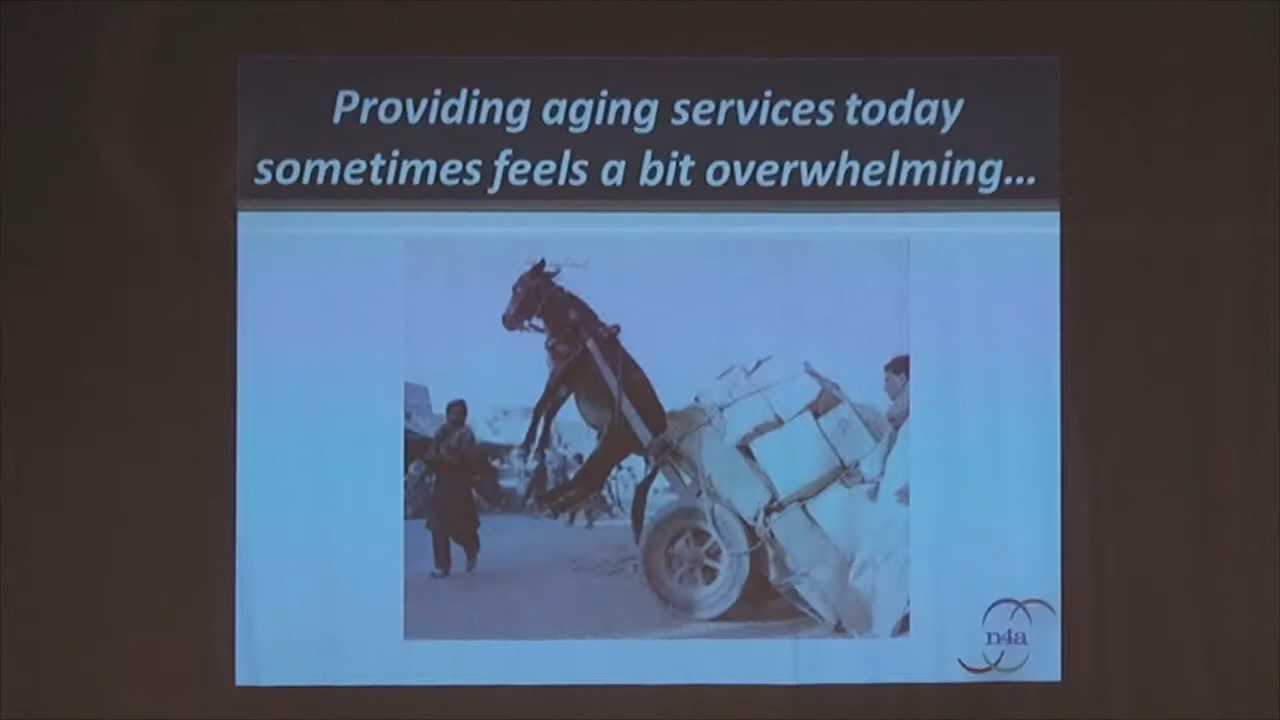 Providing aging services today
sometimes feels a bit overwhelming...
n4a